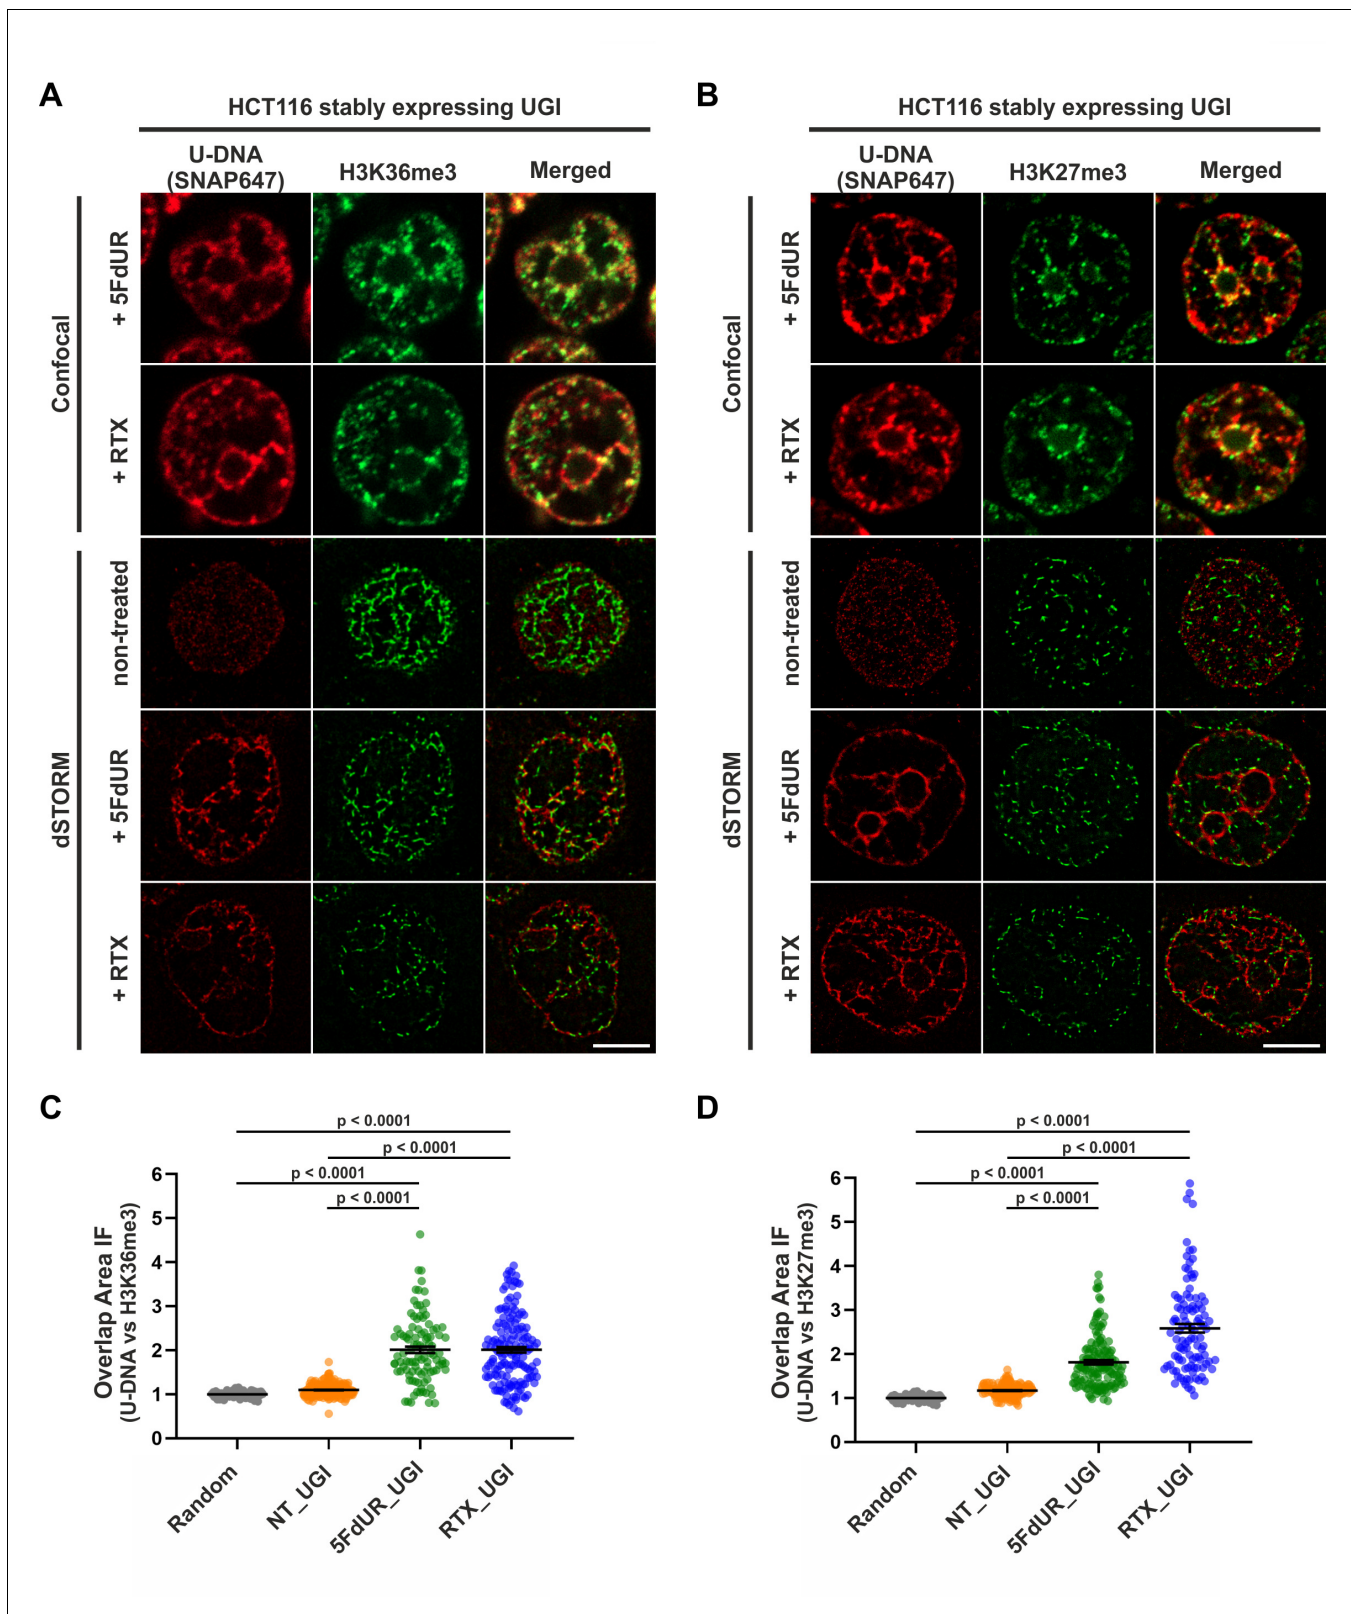 A
HCT116 stably expressing UGI
U-DNA
(SNAP647)
H3K36me3
Merged
Confocal
+ 5FdUR
+ RTX
dSTORM
non-treated
+ 5FdUR
+ RTX
B
HCT116 stably expressing UGI
U-DNA
(SNAP647)
H3K27me3
Merged
Confocal
+ 5FdUR
+ RTX
dSTORM
non-treated
+ 5FdUR
+ RTX
C
p < 0.0001
p < 0.0001
p < 0.0001
p < 0.0001
Overlap Area IF
(U-DNA vs H3K36me3)
6
5
4
3
2
1
0
Random
NT_UGI
5FdUR_UGI
RTX_UGI
D
p < 0.0001
p < 0.0001
p < 0.0001
p < 0.0001
Overlap Area IF
(U-DNA vs H3K27me3)
6
5
4
3
2
1
0
Random
NT_UGI
5FdUR_UGI
RTX_UGI